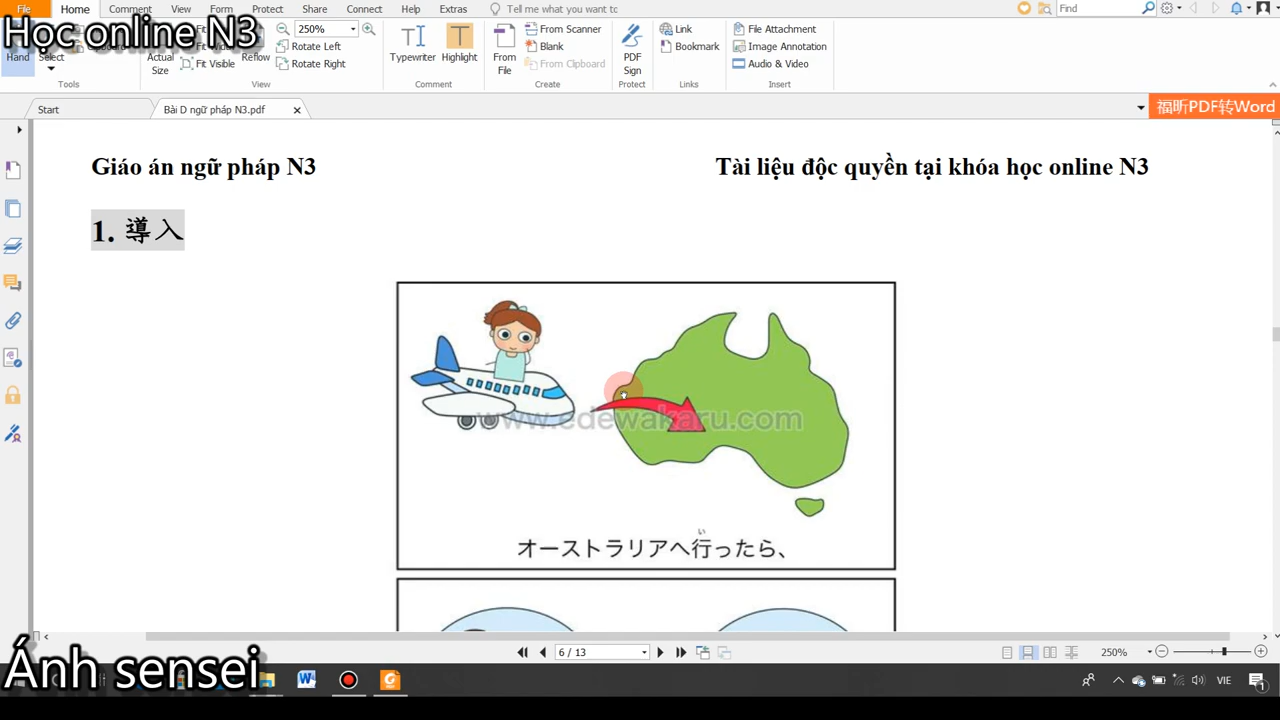 File Home Comment View Form Protect Share Connect Help Extras Tell me what you want tc Find
Học online N3
Hand
Select
Actual Size
Fit Visible
Reflow
250%
Rotate Left
Rotate Right
Typewriter
Highlight
From File
From Scanner
Blank
From Clipboard
PDF Sign
Link
Bookmark
File Attachment
Image Annotation
Audio & Video
Tools View Comment Create Protect Links Insert
Start Bài D ngữ pháp N3.pdf 福昕PDF转Word
Giáo án ngữ pháp N3 Tài liệu độc quyền tại khóa học online N3
1. 導入
www.edewakaru.com
い
オーストラリアへ行ったら、
6 / 13 250%
Ánh sensei
VIE
1